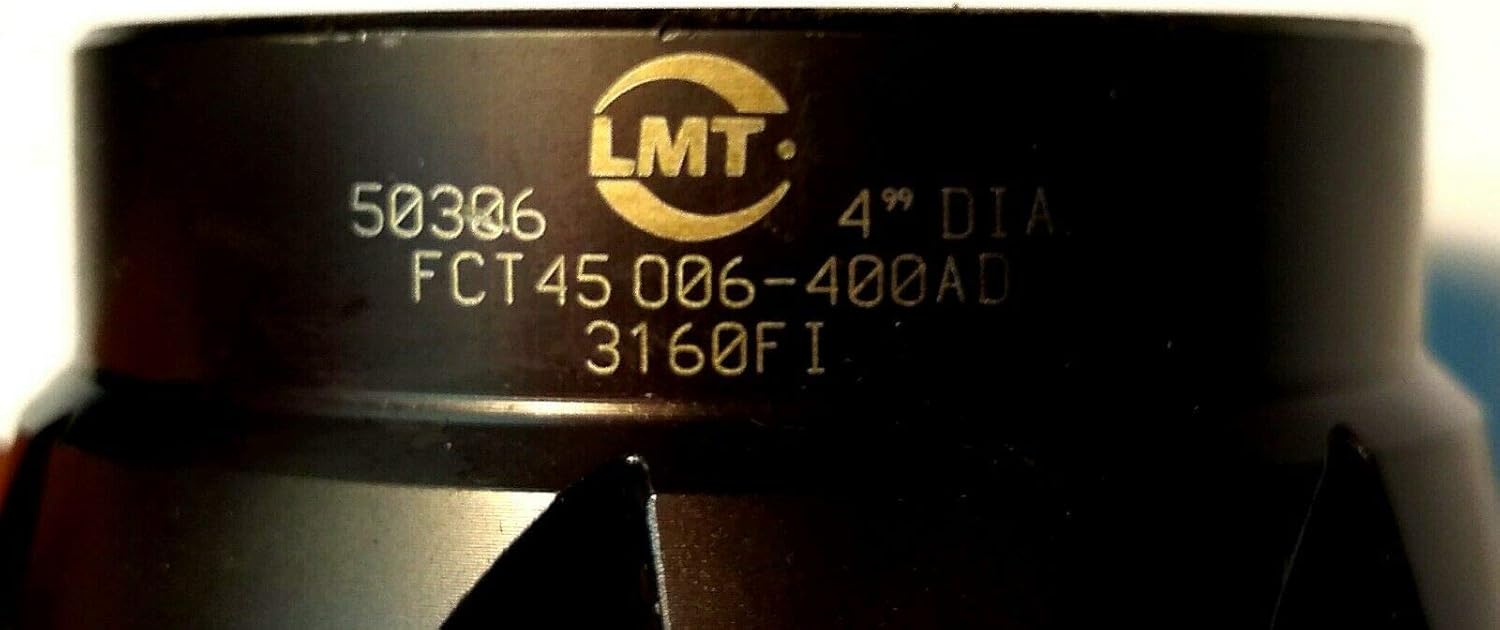 LMT
50306 4" DIA.
FCT45 006-400AD
3160FI